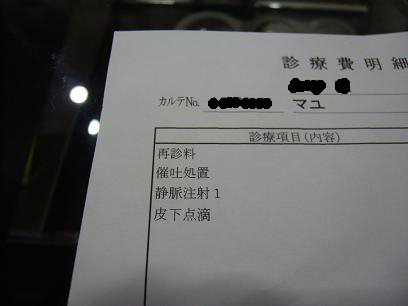 診療費明細
カルテNo.
マユ
診療項目(内容)
再診料
催吐処置
静脈注射1
皮下点滴